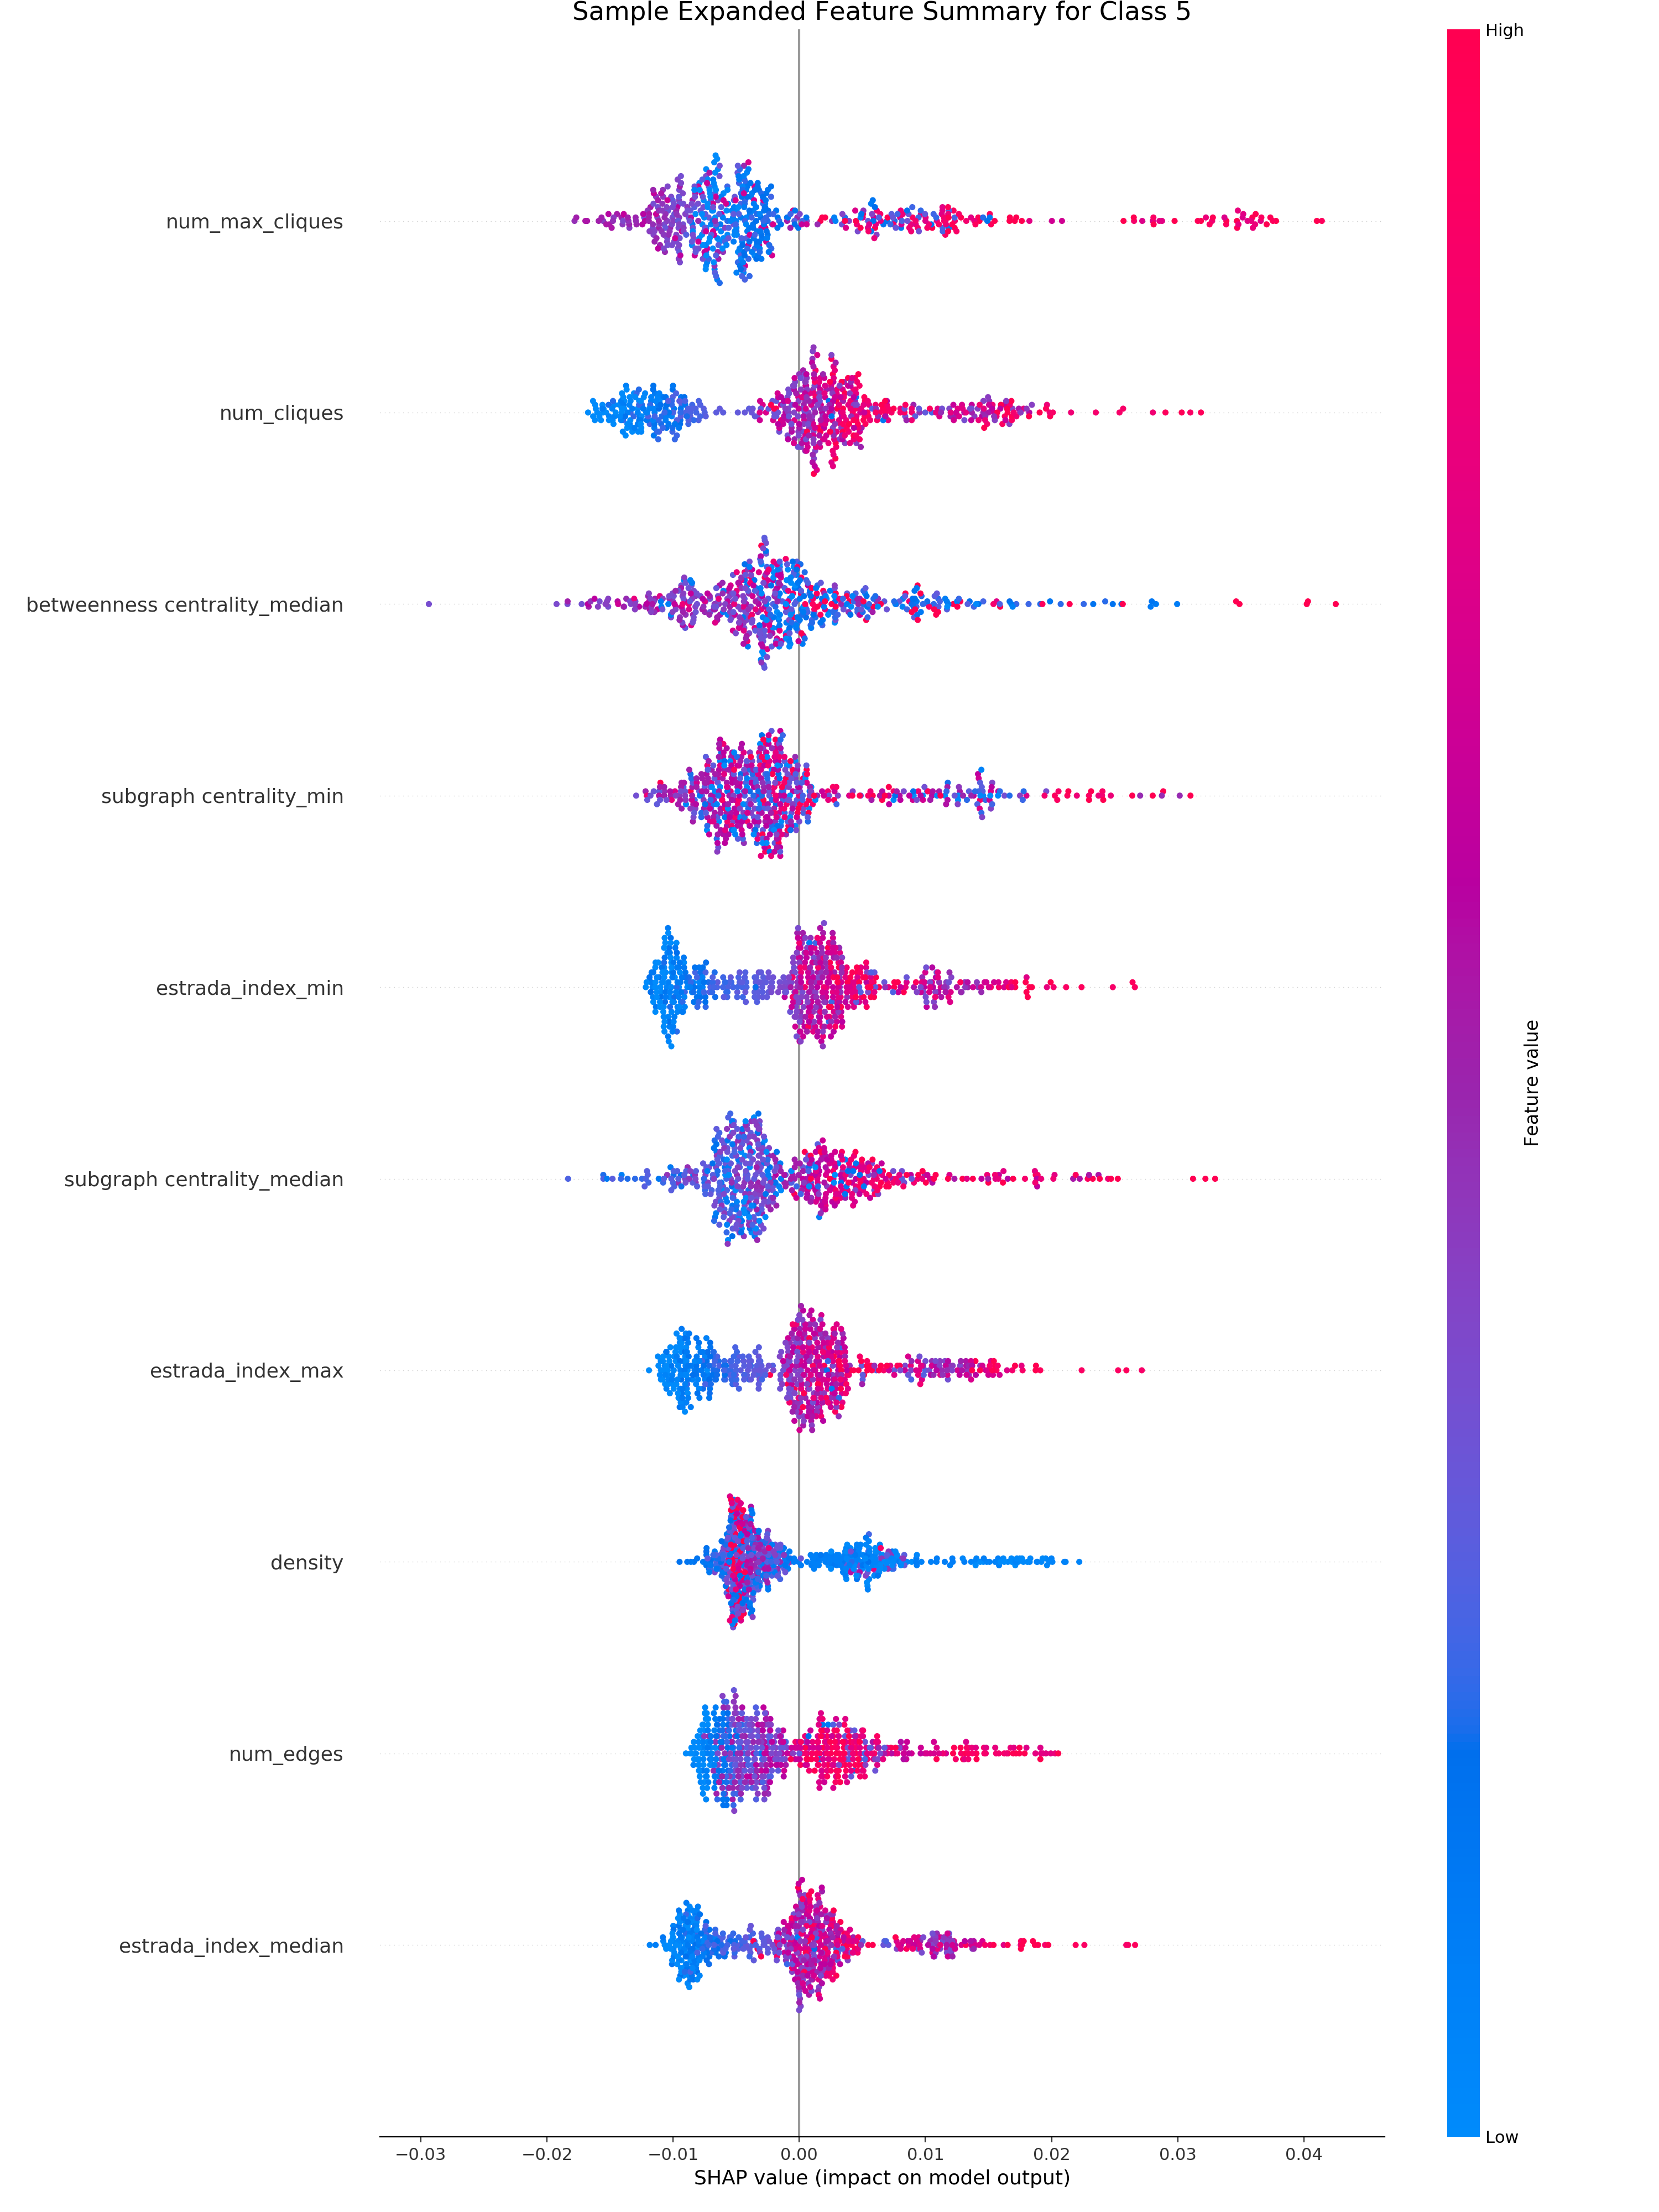 Sample Expanded Feature Summary for Class 5
High
num_max_cliques
num_cliques
betweenness centrality_median
subgraph centrality_min
estrada_index_min
Feature value
subgraph centrality_median
estrada_index_max
density
num_edges
estrada_index_median
Low
−0.03 −0.02 −0.01 0.00 0.01 0.02 0.03 0.04
SHAP value (impact on model output)